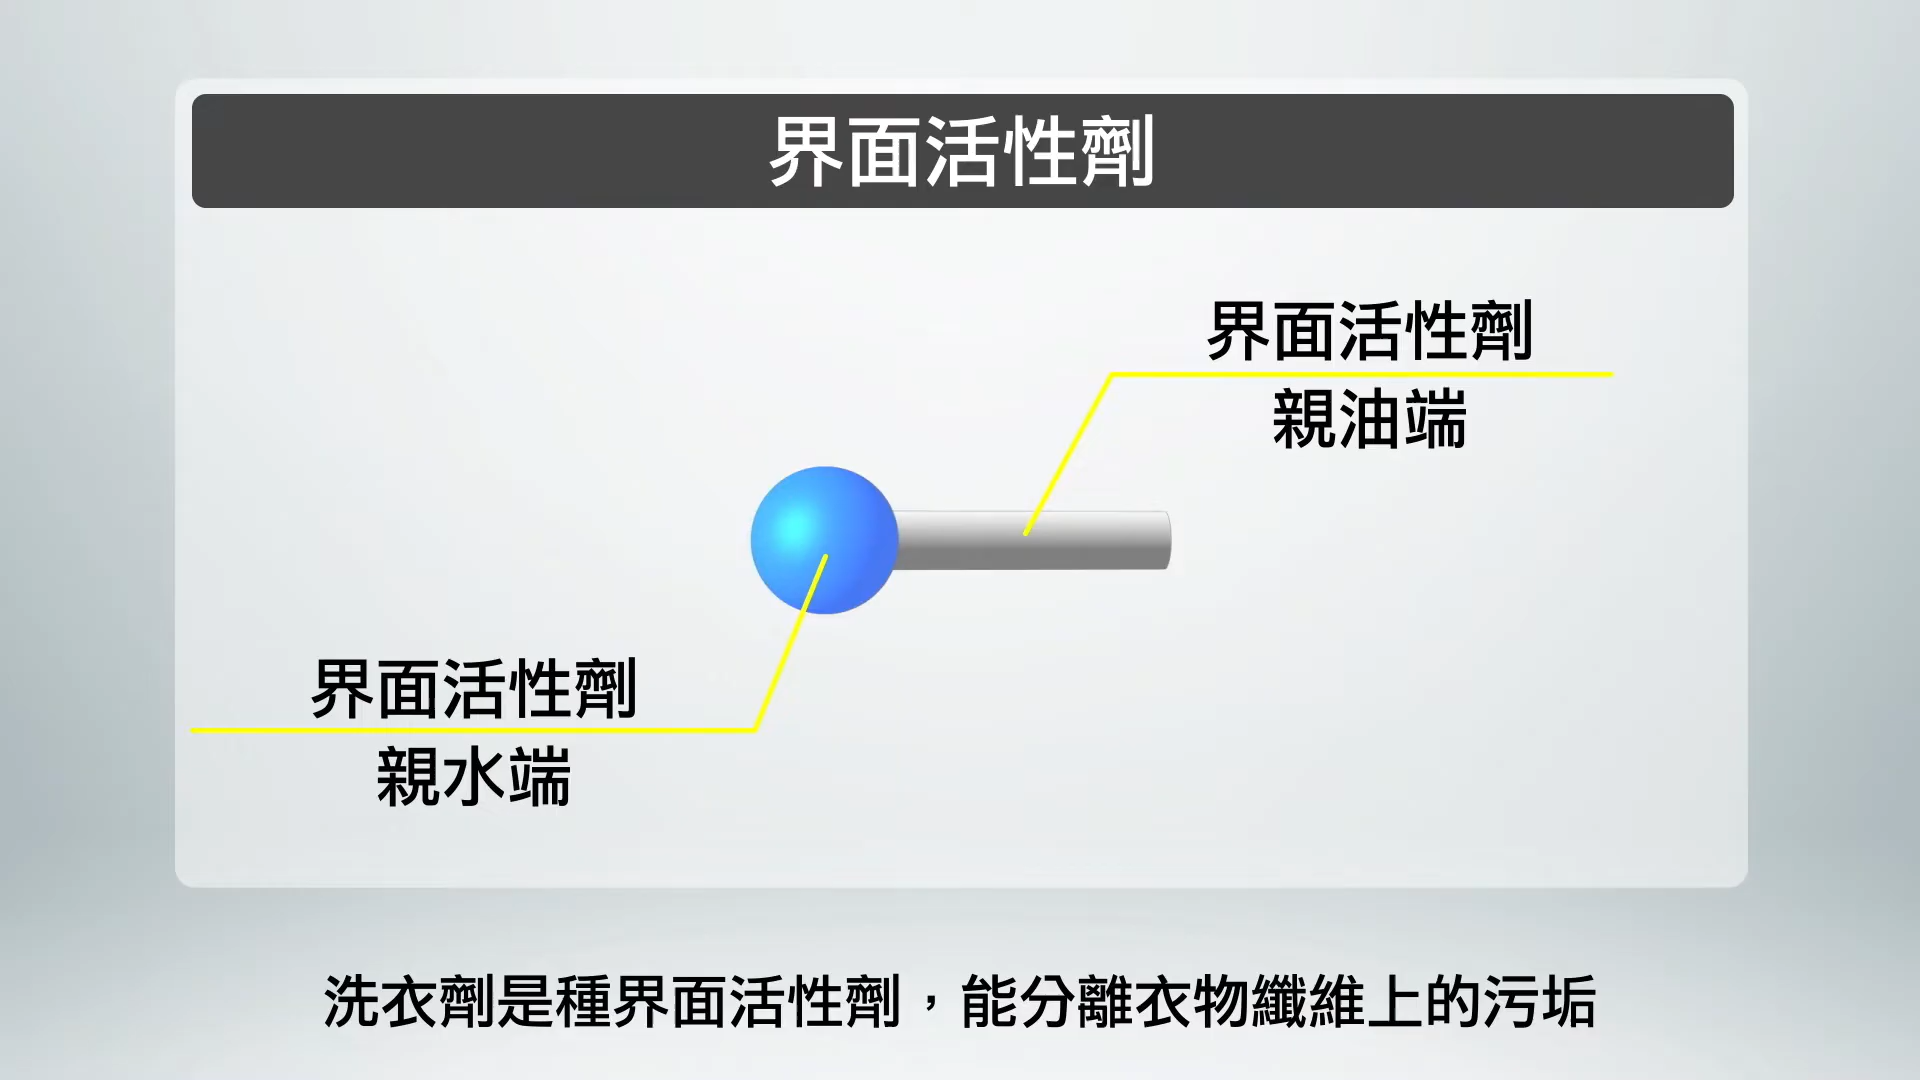 界面活性劑
界面活性劑
親油端
界面活性劑
親水端
洗衣劑是種界面活性劑，能分離衣物纖維上的污垢